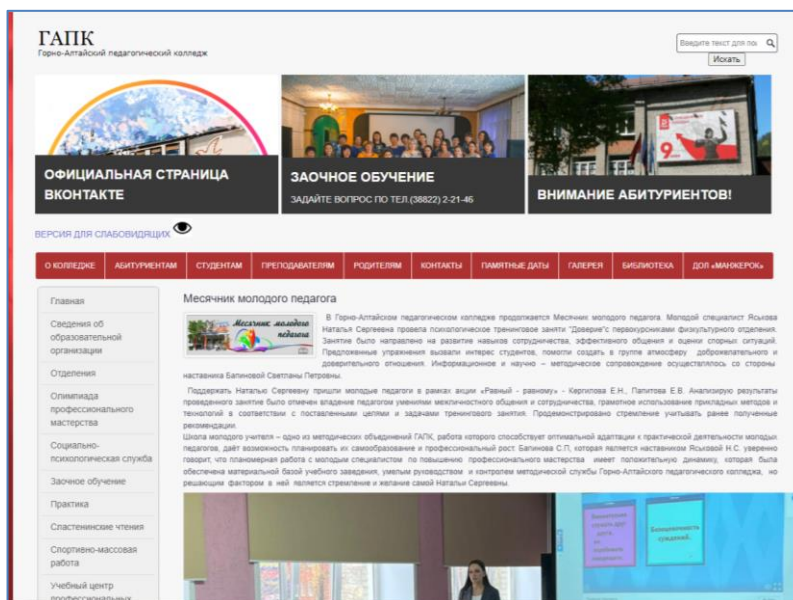 ГАПК
Горно-Алтайский педагогический колледж
Введите текст для пои
Искать
ОФИЦИАЛЬНАЯ СТРАНИЦА
ВКОНТАКТЕ
ЗАОЧНОЕ ОБУЧЕНИЕ
ЗАДАЙТЕ ВОПРОС ПО ТЕЛ.(38822) 2-21-46
ВНИМАНИЕ АБИТУРИЕНТОВ!
ВЕРСИЯ ДЛЯ СЛАБОВИДЯЩИХ
О КОЛЛЕДЖЕ АБИТУРИЕНТАМ СТУДЕНТАМ ПРЕПОДАВАТЕЛЯМ РОДИТЕЛЯМ КОНТАКТЫ ПАМЯТНЫЕ ДАТЫ ГАЛЕРЕЯ БИБЛИОТЕКА ДОЛ «МАНЖЕРОК»
Главная
Сведения об
образовательной
организации
Отделения
Олимпиада
профессионального
мастерства
Социально-
психологическая служба
Заочное обучение
Практика
Сластенинские чтения
Спортивно-массовая
работа
Учебный центр
профессиональных
Месячник молодого педагога
Месячник молодого
педагога
В Горно-Алтайском педагогическом колледже продолжается Месячник молодого педагога. Молодой специалист Яськова
Наталья Сергеевна провела психологическое тренинговое заняти "Доверие"с первокурсниками физкультурного отделения.
Занятие было направлено на развитие навыков сотрудничества, эффективного общения и оценки спорных ситуаций.
Предложенные упражнения вызвали интерес студентов, помогли создать в группе атмосферу доброжелательного и
доверительного отношения. Информационное и научно – методическое сопровождение осуществлялось со стороны
наставника Батиновой Светланы Петровны.
Поддержать Наталью Сергеевну пришли молодые педагоги в рамках акции «Равный - равному» - Кергилова Е.Н., Папитова Е.В. Анализирую результаты
проведенного занятие было отмечен владение педагогом умениями межличностного общения и сотрудничества, грамотное использование прикладных методов и
технологий в соответствии с поставленными целями и задачами тренингового занятия. Продемонстрировано стремление учитывать ранее полученные
рекомендации.
Школа молодого учителя – одно из методических объединений ГАПК, работа которого способствует оптимальной адаптации к практической деятельности молодых
педагогов, даёт возможность планировать их самообразование и профессиональный рост. Батинова С.П, которая является наставником Яськовой Н.С. уверенно
говорит, что планомерная работа с молодым специалистом по повышению профессионального мастерства имеет положительную динамику, которая была
обеспечена материальной базой учебного заведения, умелым руководством и контролем методической службы Горно-Алтайского педагогического колледжа, но
решающим фактором в ней является стремление и желание самой Натальи Сергеевны.